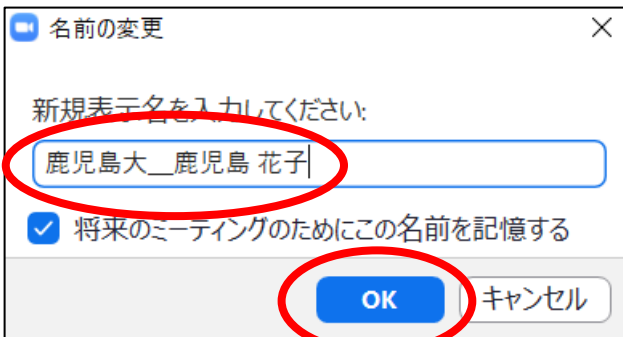 名前の変更
新規表示名を入力してください:
鹿児島大__鹿児島 花子
将来のミーティングのためにこの名前を記憶する
OK キャンセル